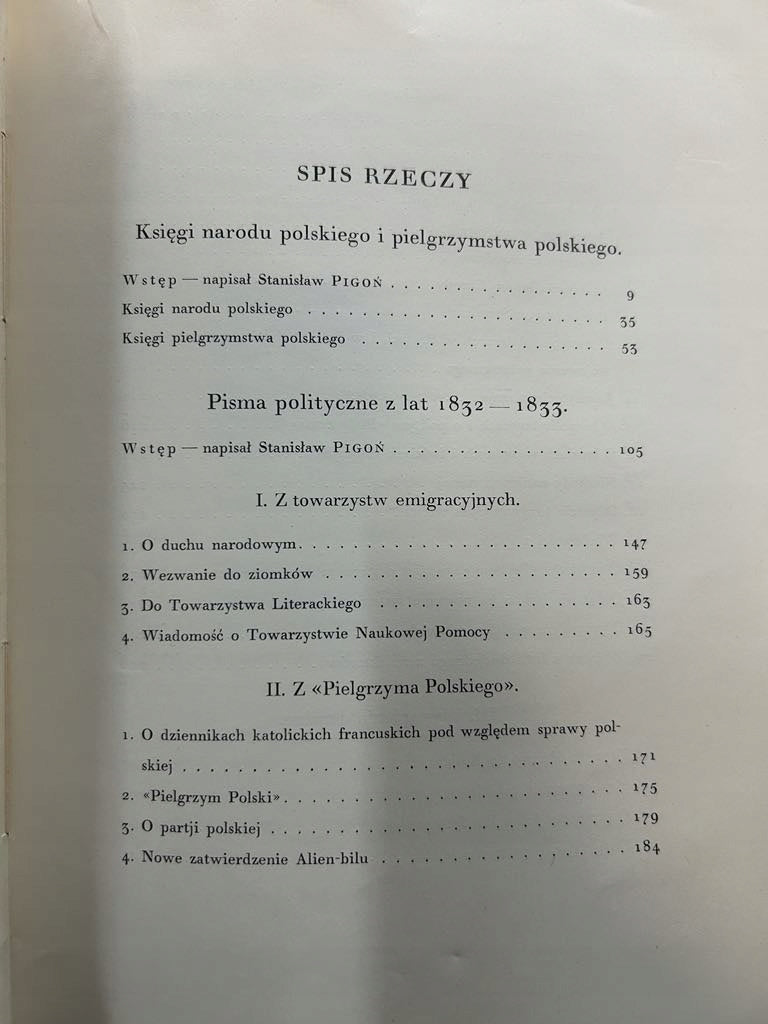 SPIS RZECZY
Księgi narodu polskiego i pielgrzymstwa polskiego.
Wstęp — napisał Stanisław PIGOŃ . . . . . . . . . . . . . . . . 9
Księgi narodu polskiego . . . . . . . . . . . . . . . . . . . . . . 35
Księgi pielgrzymstwa polskiego . . . . . . . . . . . . . . . . . . . 53
Pisma polityczne z lat 1832 — 1833.
Wstęp — napisał Stanisław PIGOŃ . . . . . . . . . . . . . . . . . 105
I. Z towarzystw emigracyjnych.
1. O duchu narodowym. . . . . . . . . . . . . . . . . . . . . . . . 147
2. Wezwanie do ziomków . . . . . . . . . . . . . . . . . . . . . . 159
3. Do Towarzystwa Literackiego . . . . . . . . . . . . . . . . . . 163
4. Wiadomość o Towarzystwie Naukowej Pomocy . . . . . . . . . 165
II. Z «Pielgrzyma Polskiego».
1. O dziennikach katolickich francuskich pod względem sprawy pol-
skiej . . . . . . . . . . . . . . . . . . . . . . . . . . . . . . . . . 171
2. «Pielgrzym Polski». . . . . . . . . . . . . . . . . . . . . . . . . . 175
3. O partji polskiej . . . . . . . . . . . . . . . . . . . . . . . . . . . 179
4. Nowe zatwierdzenie Alien-bilu . . . . . . . . . . . . . . . . . . . 184